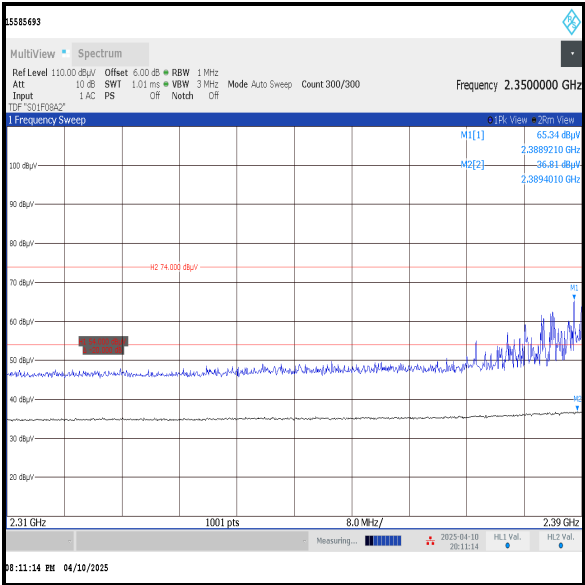 15585693
MultiView Spectrum
Ref Level 110.00 dBµV Offset 6.00 dB RBW 1 MHz
Att 10 dB SWT 1.01 ms VBW 3 MHz Mode Auto Sweep Count 300/300 Frequency 2.3500000 GHz
Input 1 AC PS Off Notch Off
TDF "S01F08A2"
1 Frequency Sweep 1Pk View 2Rm View
M1[1] 65.34 dBµV
2.3889210 GHz
M2[2] 36.81 dBµV
2.3894010 GHz
100 dBµV
90 dBµV
80 dBµV
H2 74.000 dBµV
70 dBµV
M1
60 dBµV
50 dBµV
40 dBµV
M2
30 dBµV
20 dBµV
2.31 GHz 1001 pts 8.0 MHz/ 2.39 GHz
Measuring... 2025-04-10 HL1 Val. HL2 Val.
20:11:14
08:11:14 PM 04/10/2025